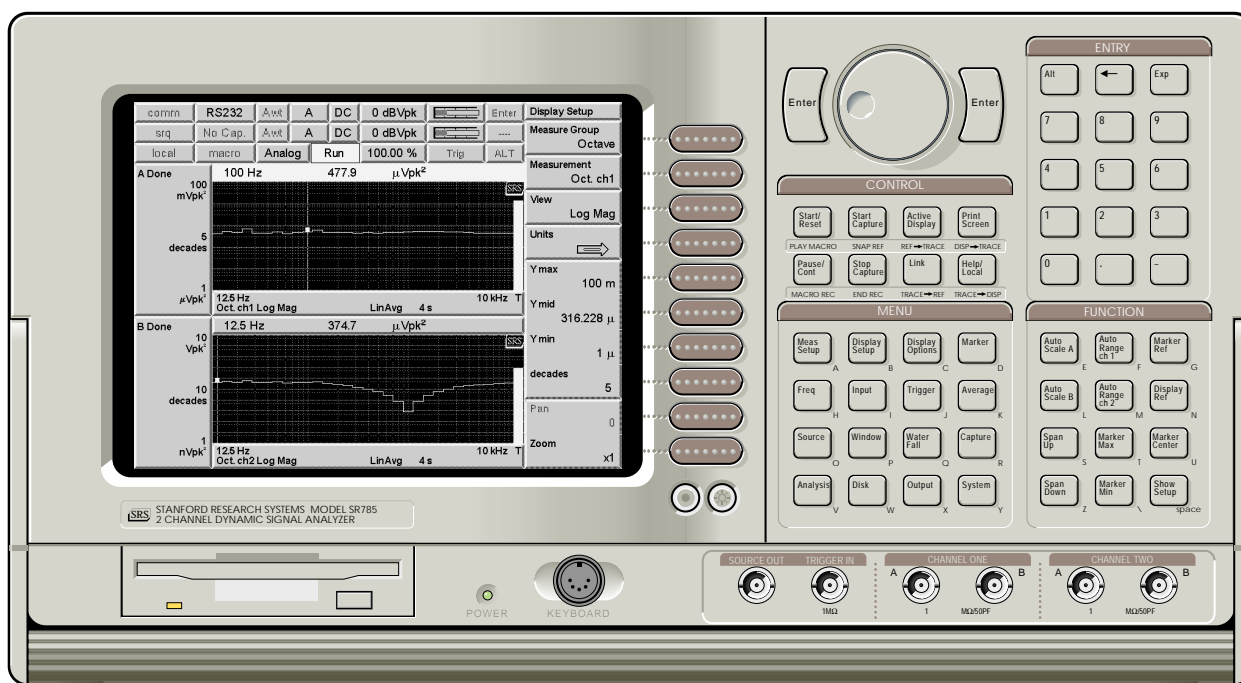 comm RS232 Awt A DC 0 dBVpk Enter
srq No Cap. Awt A DC 0 dBVpk ----
local macro Analog Run 100.00 % Trig ALT
A Done 100 Hz 477.9 µVpk²
100
mVpk²
SRS
5
decades
1
µVpk²
12.5 Hz 10 kHz T
Oct. ch1 Log Mag LinAvg 4 s
B Done 12.5 Hz 374.7 µVpk²
10
Vpk²
SRS
10
decades
1
nVpk²
12.5 Hz 10 kHz T
Oct. ch2 Log Mag LinAvg 4 s
Display Setup
Measure Group
Octave
Measurement
Oct. ch1
View
Log Mag
Units
Y max
100 m
Y mid
316.228 µ
Y min
1 µ
decades
5
Pan
0
Zoom
x1
SRS STANFORD RESEARCH SYSTEMS MODEL SR785
2 CHANNEL DYNAMIC SIGNAL ANALYZER
Enter Enter
CONTROL
Start/ Reset
Start Capture
Active Display
Print Screen
PLAY MACRO SNAP REF REF➞TRACE DISP➞TRACE
Pause/ Cont
Stop Capture
Link
Help/ Local
MACRO REC END REC TRACE➞REF TRACE➞DISP
MENU
Meas Setup A
Display Setup B
Display Options C
Marker D
Freq H
Input I
Trigger J
Average K
Source O
Window P
Water Fall Q
Capture R
Analysis V
Disk W
Output X
System Y
ENTRY
Alt ← Exp
7 8 9
4 5 6
1 2 3
0 . -
FUNCTION
Auto Scale A E
Auto Range ch 1 F
Marker Ref G
Auto Scale B L
Auto Range ch 2 M
Display Ref N
Span Up S
Marker Max T
Marker Center U
Span Down Z
Marker Min \
Show Setup space
POWER
KEYBOARD
SOURCE OUT TRIGGER IN
1MΩ
CHANNEL ONE
A B
1 MΩ/50PF
CHANNEL TWO
A B
1 MΩ/50PF